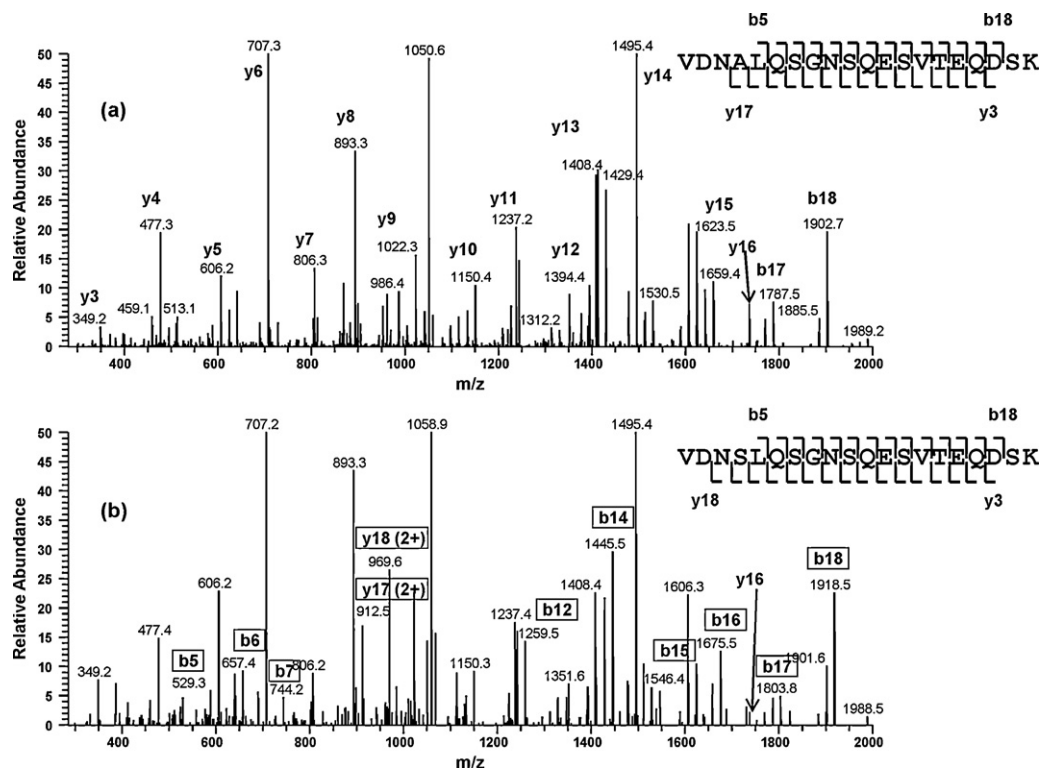 b5 b18
VDNALQSGNSQESVTEQDSK
y17 y3
(a)
Relative Abundance
50
45
40
35
30
25
20
15
10
5
0
y3
349.2
y4
477.3
459.1
513.1
y5
606.2
707.3
y6
y7
806.3
y8
893.3
y9
986.4
1022.3
1050.6
y10
1150.4
y11
1237.2
1312.2
y12
1394.4
y13
1408.4
1429.4
1495.4
y14
1530.5
y15
1623.5
1659.4
y16
b17
1787.5
1885.5
b18
1902.7
1989.2
400 600 800 1000 1200 1400 1600 1800 2000
m/z
b5 b18
VDNSLQSGNSQESVTEQDSK
y18 y3
(b)
Relative Abundance
50
45
40
35
30
25
20
15
10
5
0
349.2
477.4
b5
529.3
606.2
b6
657.4
707.2
b7
744.2
806.2
893.3
y18 (2+)
969.6
y17 (2+)
912.5
1058.9
1150.3
1237.4
b12
1259.5
1351.6
1408.4
b14
1445.5
1495.4
b15
1546.4
1606.3
b16
1675.5
y16
b17
1803.8
1901.6
b18
1918.5
1988.5
400 600 800 1000 1200 1400 1600 1800 2000
m/z